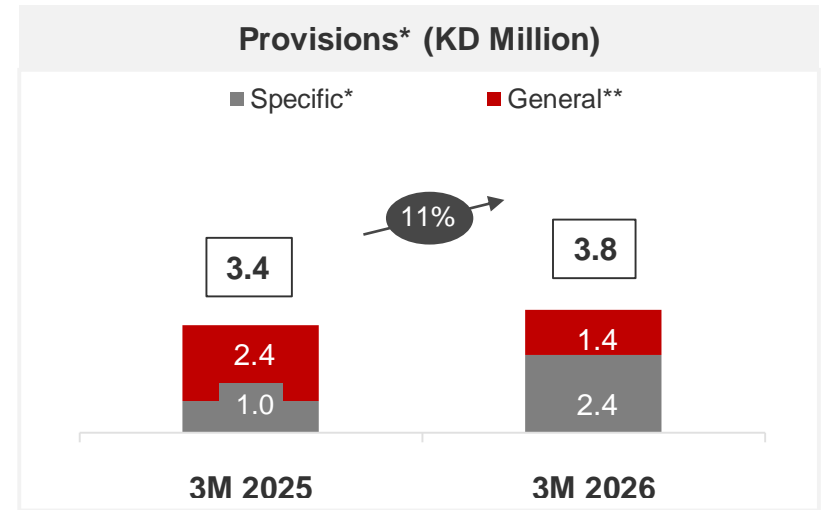 Provisions* (KD Million)
Specific* General**
11%
3.4 3.8
2.4 1.4
1.0 2.4
3M 2025 3M 2026